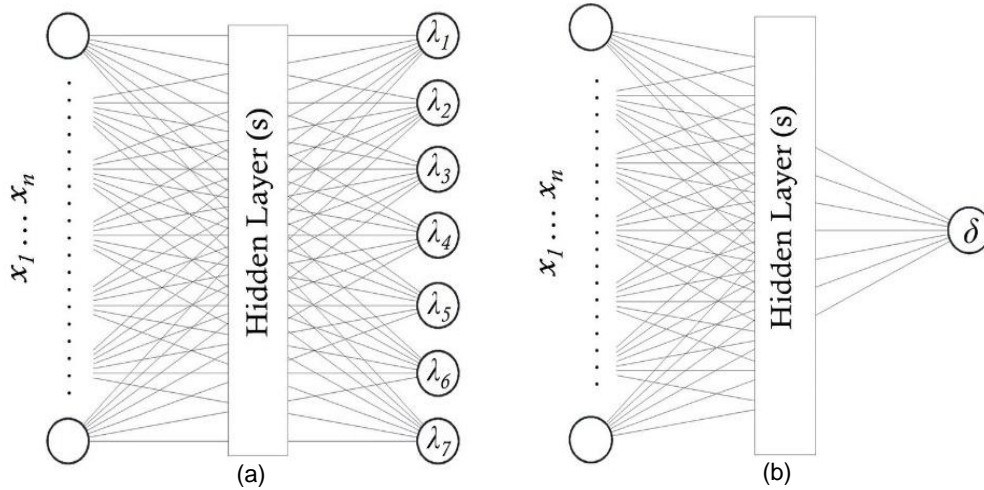 x₁ … xₙ
Hidden Layer (s)
λ₁
λ₂
λ₃
λ₄
λ₅
λ₆
λ₇
(a)
x₁ … xₙ
Hidden Layer (s)
δ
(b)